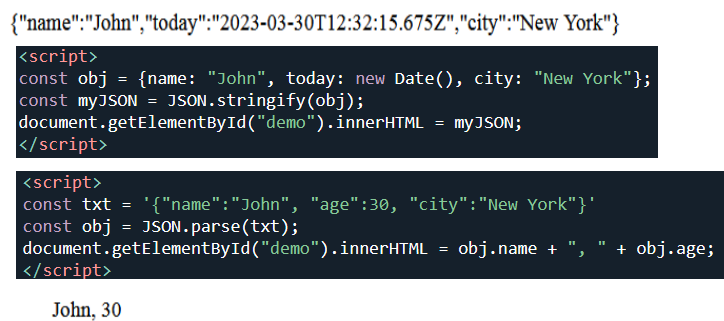 {"name":"John","today":"2023-03-30T12:32:15.675Z","city":"New York"}
<script>
const obj = {name: "John", today: new Date(), city: "New York"};
const myJSON = JSON.stringify(obj);
document.getElementById("demo").innerHTML = myJSON;
</script>
<script>
const txt = '{"name":"John", "age":30, "city":"New York"}'
const obj = JSON.parse(txt);
document.getElementById("demo").innerHTML = obj.name + ", " + obj.age;
</script>
John, 30